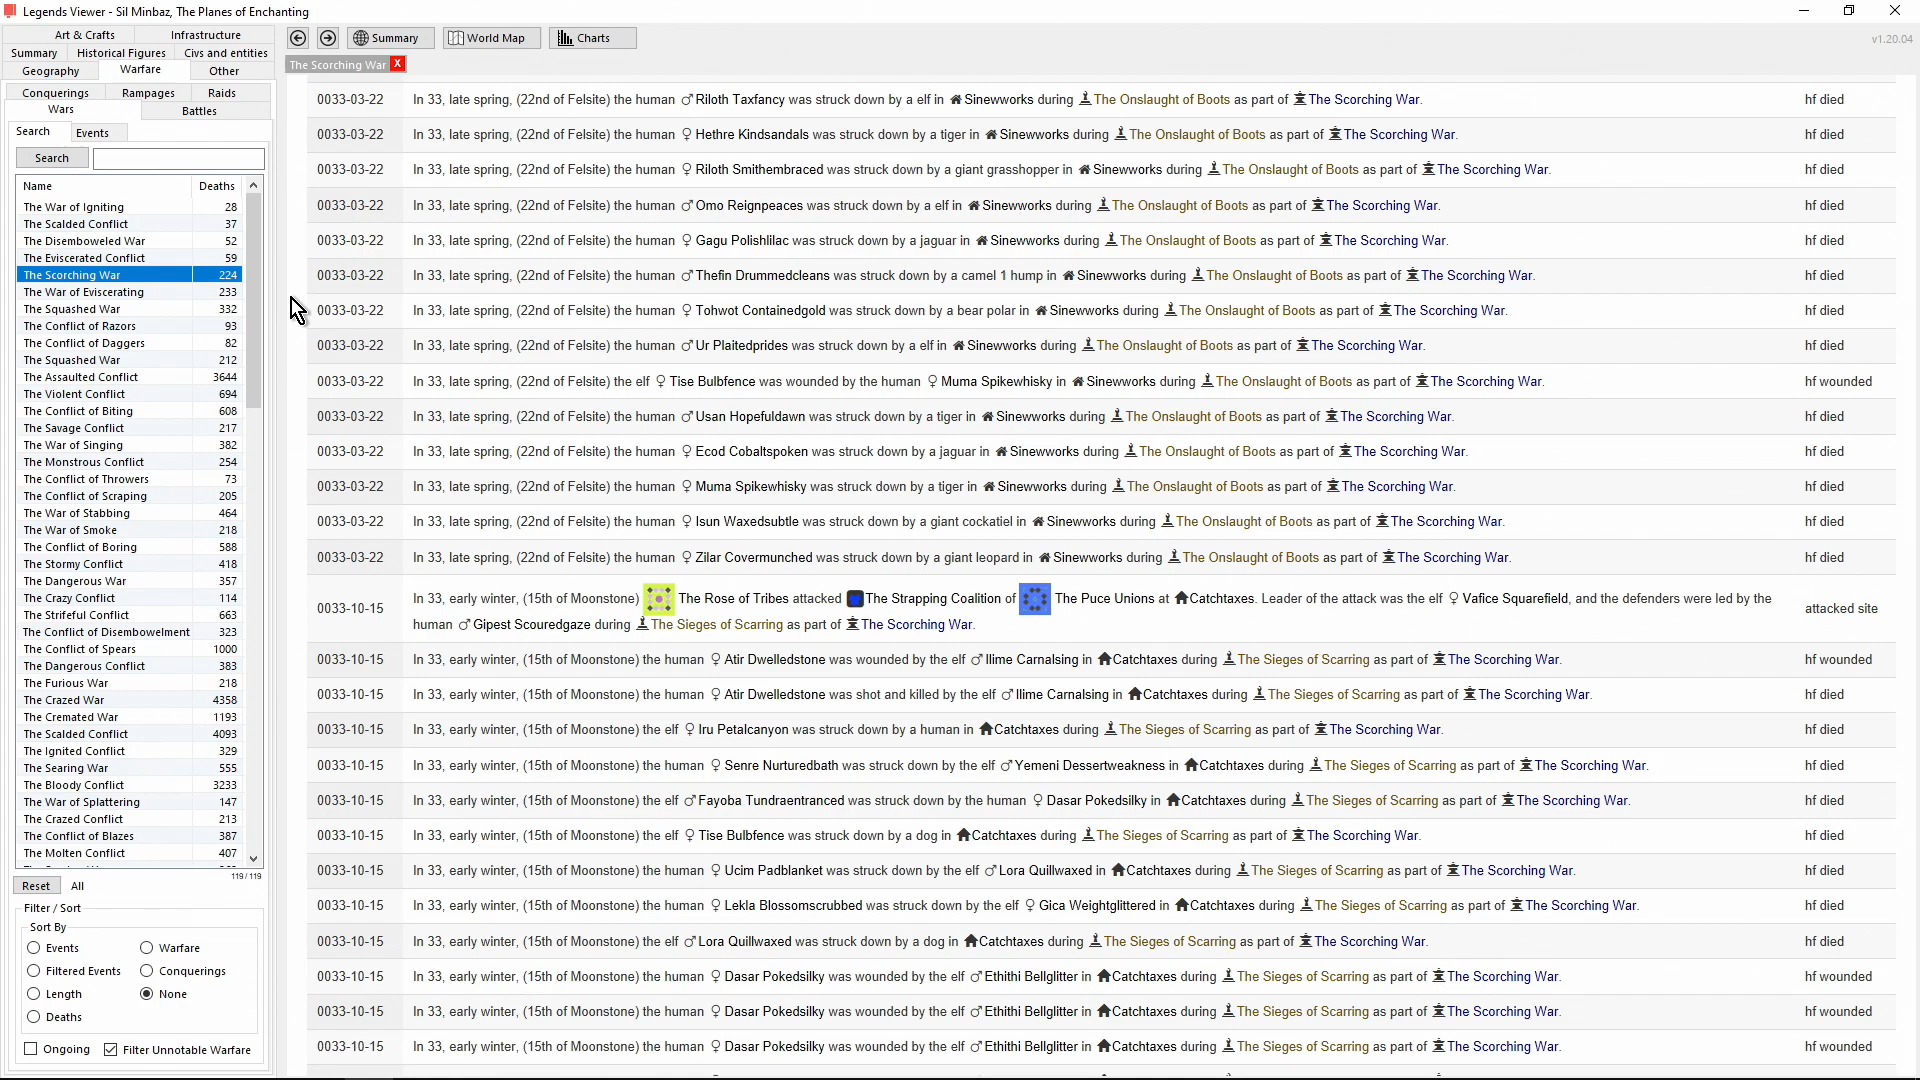 Legends Viewer - Sil Minbaz, The Planes of Enchanting
Art & Crafts Infrastructure
Summary Historical Figures Civs and entities
Geography Warfare Other
Summary World Map Charts
v1.20.04
The Scorching War X
Conquerings Rampages Raids
Wars Battles
Search Events
Search
Name Deaths
The War of Igniting 28
The Scalded Conflict 37
The Disemboweled War 52
The Eviscerated Conflict 59
The Scorching War 224
The War of Eviscerating 233
The Squashed War 332
The Conflict of Razors 93
The Conflict of Daggers 82
The Squashed War 212
The Assaulted Conflict 3644
The Violent Conflict 694
The Conflict of Biting 608
The Savage Conflict 217
The War of Singing 382
The Monstrous Conflict 254
The Conflict of Throwers 73
The Conflict of Scraping 205
The War of Stabbing 464
The War of Smoke 218
The Conflict of Boring 588
The Stormy Conflict 418
The Dangerous War 357
The Crazy Conflict 114
The Strifeful Conflict 663
The Conflict of Disembowelment 323
The Conflict of Spears 1000
The Dangerous Conflict 383
The Furious War 218
The Crazed War 4358
The Cremated War 1193
The Scalded Conflict 4093
The Ignited Conflict 329
The Searing War 555
The Bloody Conflict 3233
The War of Splattering 147
The Crazed Conflict 213
The Conflict of Blazes 387
The Molten Conflict 407
119 / 119
Reset All
Filter / Sort
Sort By
Events Warfare
Filtered Events Conquerings
Length None
Deaths
Ongoing Filter Unnotable Warfare
0033-03-22 In 33, late spring, (22nd of Felsite) the human ♂ Riloth Taxfancy was struck down by a elf in Sinewworks during The Onslaught of Boots as part of The Scorching War. hf died
0033-03-22 In 33, late spring, (22nd of Felsite) the human ♀ Hethre Kindsandals was struck down by a tiger in Sinewworks during The Onslaught of Boots as part of The Scorching War. hf died
0033-03-22 In 33, late spring, (22nd of Felsite) the human ♀ Riloth Smithembraced was struck down by a giant grasshopper in Sinewworks during The Onslaught of Boots as part of The Scorching War. hf died
0033-03-22 In 33, late spring, (22nd of Felsite) the human ♂ Omo Reignpeaces was struck down by a elf in Sinewworks during The Onslaught of Boots as part of The Scorching War. hf died
0033-03-22 In 33, late spring, (22nd of Felsite) the human ♀ Gagu Polishlilac was struck down by a jaguar in Sinewworks during The Onslaught of Boots as part of The Scorching War. hf died
0033-03-22 In 33, late spring, (22nd of Felsite) the human ♂ Thefin Drummedcleans was struck down by a camel 1 hump in Sinewworks during The Onslaught of Boots as part of The Scorching War. hf died
0033-03-22 In 33, late spring, (22nd of Felsite) the human ♀ Tohwot Containedgold was struck down by a bear polar in Sinewworks during The Onslaught of Boots as part of The Scorching War. hf died
0033-03-22 In 33, late spring, (22nd of Felsite) the human ♂ Ur Plaitedprides was struck down by a elf in Sinewworks during The Onslaught of Boots as part of The Scorching War. hf died
0033-03-22 In 33, late spring, (22nd of Felsite) the elf ♀ Tise Bulbfence was wounded by the human ♀ Muma Spikewhisky in Sinewworks during The Onslaught of Boots as part of The Scorching War. hf wounded
0033-03-22 In 33, late spring, (22nd of Felsite) the human ♂ Usan Hopefuldawn was struck down by a tiger in Sinewworks during The Onslaught of Boots as part of The Scorching War. hf died
0033-03-22 In 33, late spring, (22nd of Felsite) the human ♀ Ecod Cobaltspoken was struck down by a jaguar in Sinewworks during The Onslaught of Boots as part of The Scorching War. hf died
0033-03-22 In 33, late spring, (22nd of Felsite) the human ♀ Muma Spikewhisky was struck down by a tiger in Sinewworks during The Onslaught of Boots as part of The Scorching War. hf died
0033-03-22 In 33, late spring, (22nd of Felsite) the human ♀ Isun Waxedsubtle was struck down by a giant cockatiel in Sinewworks during The Onslaught of Boots as part of The Scorching War. hf died
0033-03-22 In 33, late spring, (22nd of Felsite) the human ♀ Zilar Covermunched was struck down by a giant leopard in Sinewworks during The Onslaught of Boots as part of The Scorching War. hf died
0033-10-15 In 33, early winter, (15th of Moonstone) The Rose of Tribes attacked The Strapping Coalition of The Puce Unions at Catchtaxes. Leader of the attack was the elf ♀ Vafice Squarefield, and the defenders were led by the attacked site
human ♂ Gipest Scouredgaze during The Sieges of Scarring as part of The Scorching War.
0033-10-15 In 33, early winter, (15th of Moonstone) the human ♀ Atir Dwelledstone was wounded by the elf ♂ Ilime Carnalsing in Catchtaxes during The Sieges of Scarring as part of The Scorching War. hf wounded
0033-10-15 In 33, early winter, (15th of Moonstone) the human ♀ Atir Dwelledstone was shot and killed by the elf ♂ Ilime Carnalsing in Catchtaxes during The Sieges of Scarring as part of The Scorching War. hf died
0033-10-15 In 33, early winter, (15th of Moonstone) the elf ♀ Iru Petalcanyon was struck down by a human in Catchtaxes during The Sieges of Scarring as part of The Scorching War. hf died
0033-10-15 In 33, early winter, (15th of Moonstone) the human ♀ Senre Nurturedbath was struck down by the elf ♂ Yemeni Dessertweakness in Catchtaxes during The Sieges of Scarring as part of The Scorching War. hf died
0033-10-15 In 33, early winter, (15th of Moonstone) the elf ♂ Fayoba Tundraentranced was struck down by the human ♀ Dasar Pokedsilky in Catchtaxes during The Sieges of Scarring as part of The Scorching War. hf died
0033-10-15 In 33, early winter, (15th of Moonstone) the elf ♀ Tise Bulbfence was struck down by a dog in Catchtaxes during The Sieges of Scarring as part of The Scorching War. hf died
0033-10-15 In 33, early winter, (15th of Moonstone) the human ♀ Ucim Padblanket was struck down by the elf ♂ Lora Quillwaxed in Catchtaxes during The Sieges of Scarring as part of The Scorching War. hf died
0033-10-15 In 33, early winter, (15th of Moonstone) the human ♀ Lekla Blossomscrubbed was struck down by the elf ♀ Gica Weightglittered in Catchtaxes during The Sieges of Scarring as part of The Scorching War. hf died
0033-10-15 In 33, early winter, (15th of Moonstone) the elf ♂ Lora Quillwaxed was struck down by a dog in Catchtaxes during The Sieges of Scarring as part of The Scorching War. hf died
0033-10-15 In 33, early winter, (15th of Moonstone) the human ♀ Dasar Pokedsilky was wounded by the elf ♂ Ethithi Bellglitter in Catchtaxes during The Sieges of Scarring as part of The Scorching War. hf wounded
0033-10-15 In 33, early winter, (15th of Moonstone) the human ♀ Dasar Pokedsilky was wounded by the elf ♂ Ethithi Bellglitter in Catchtaxes during The Sieges of Scarring as part of The Scorching War. hf wounded
0033-10-15 In 33, early winter, (15th of Moonstone) the human ♀ Dasar Pokedsilky was wounded by the elf ♂ Ethithi Bellglitter in Catchtaxes during The Sieges of Scarring as part of The Scorching War. hf wounded